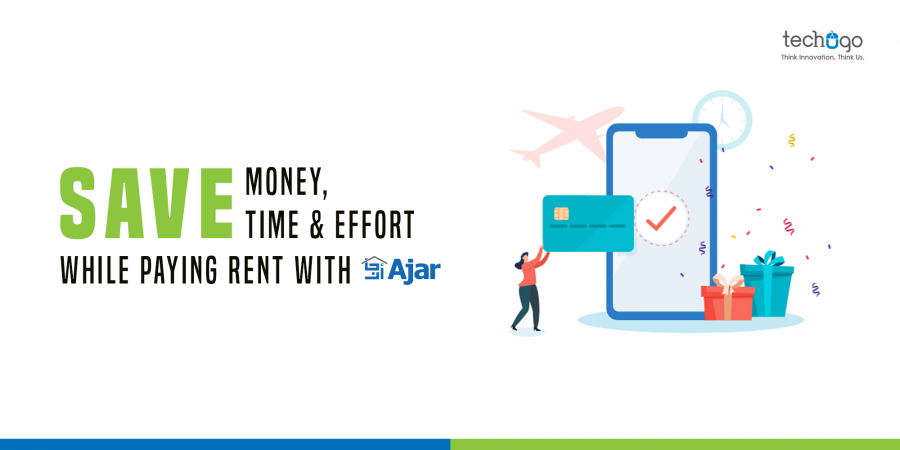 techugo
Think Innovation, Think Us.
SAVE MONEY,
TIME & EFFORT
WHILE PAYING RENT WITH Ajar